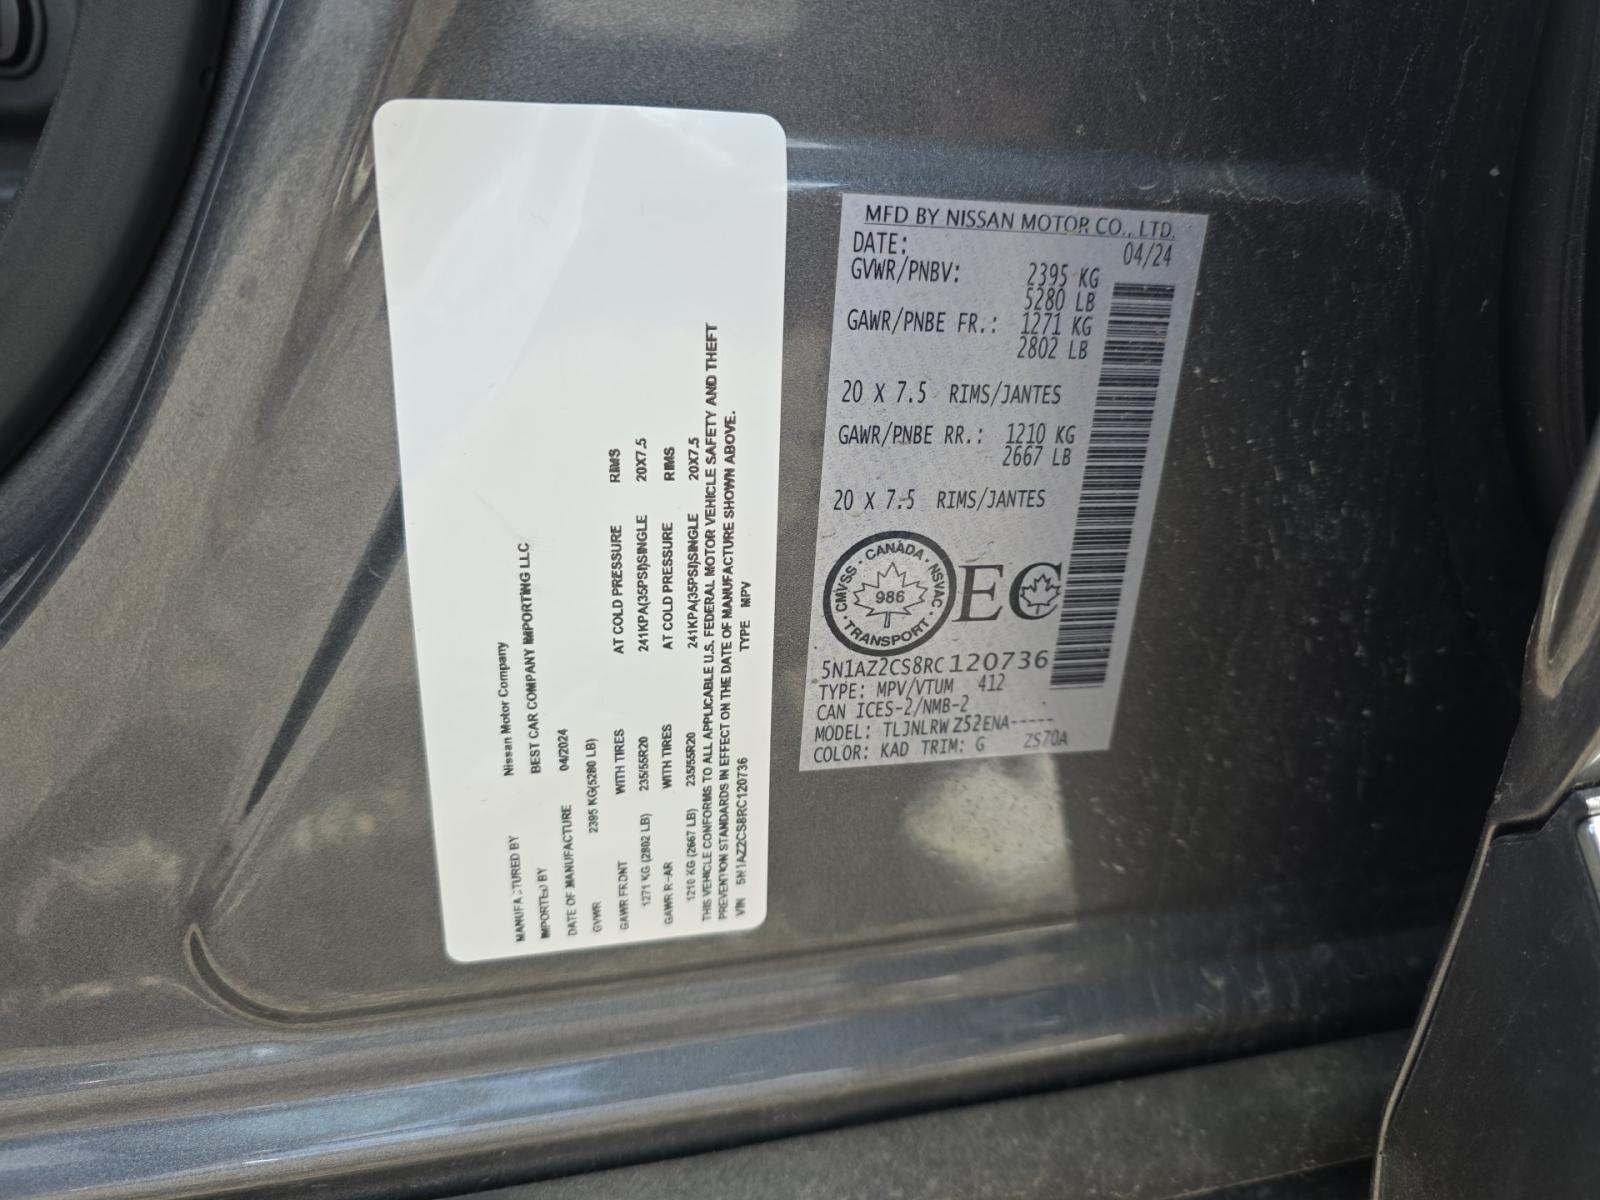 MANUFACTURED BY Nissan Motor Company
IMPORTED BY BEST CAR COMPANY IMPORTING LLC
DATE OF MANUFACTURE 04/2024
GVWR 2395 KG(5280 LB)
GAWR FRONT WITH TIRES AT COLD PRESSURE RIMS
1271 KG (2802 LB) 235/55R20 241KPA(35PSI)SINGLE 20X7.5
GAWR REAR WITH TIRES AT COLD PRESSURE RIMS
1210 KG (2667 LB) 235/55R20 241KPA(35PSI)SINGLE 20X7.5
THIS VEHICLE CONFORMS TO ALL APPLICABLE U.S. FEDERAL MOTOR VEHICLE SAFETY AND THEFT
PREVENTION STANDARDS IN EFFECT ON THE DATE OF MANUFACTURE SHOWN ABOVE.
VIN 5N1AZ2CS8RC120736 TYPE MPV
MFD BY NISSAN MOTOR CO., LTD.
DATE: 04/24
GVWR/PNBV: 2395 KG
5280 LB
GAWR/PNBE FR.: 1271 KG
2802 LB
20 X 7.5 RIMS/JANTES
GAWR/PNBE RR.: 1210 KG
2667 LB
20 X 7.5 RIMS/JANTES
CMVSS · CANADA · NSVAC · TRANSPORT ·
986
EC
5N1AZ2CS8RC120736
TYPE: MPV/VTUM 412
CAN ICES-2/NMB-2
MODEL: TLJNLRWZ52ENA-----
COLOR: KAD TRIM: G ZS70A